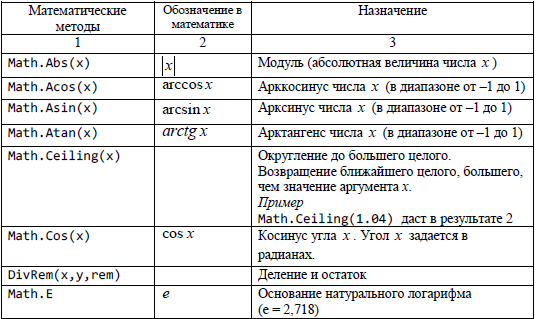 Математические методы
Обозначение в математике
Назначение
1
2
3
Math.Abs(x)
|x|
Модуль (абсолютная величина числа x )
Math.Acos(x)
arccos x
Арккосинус числа x (в диапазоне от –1 до 1)
Math.Asin(x)
arcsin x
Арксинус числа x (в диапазоне от –1 до 1)
Math.Atan(x)
arctg x
Арктангенс числа x (в диапазоне от –1 до 1)
Math.Ceiling(x)
Округление до большего целого.
Возвращение ближайшего целого, большего,
чем значение аргумента x.
Пример
Math.Ceiling(1.04) даст в результате 2
Math.Cos(x)
cos x
Косинус угла x . Угол x задается в
радианах.
DivRem(x,y,rem)
Деление и остаток
Math.E
e
Основание натурального логарифма
(e = 2,718)